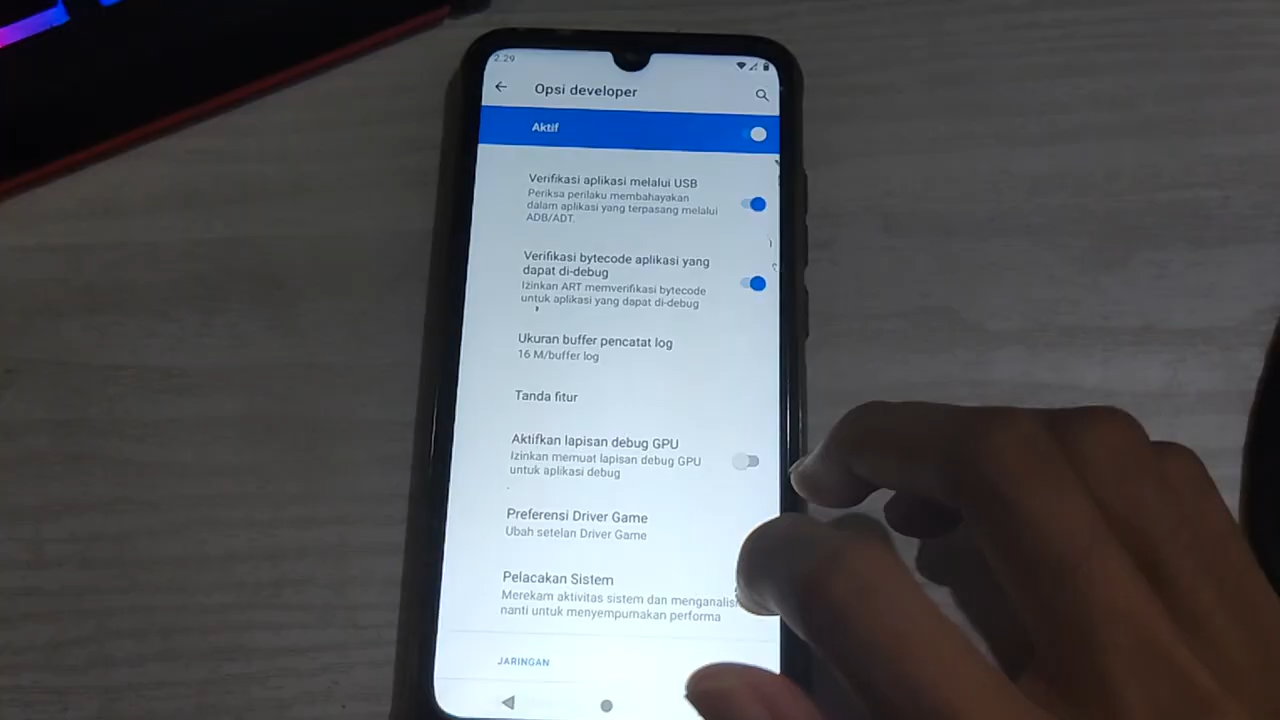 2.29
Opsi developer
Aktif
Verifikasi aplikasi melalui USB
Periksa perilaku membahayakan
dalam aplikasi yang terpasang melalui
ADB/ADT.
Verifikasi bytecode aplikasi yang
dapat di-debug
Izinkan ART memverifikasi bytecode
untuk aplikasi yang dapat di-debug
Ukuran buffer pencatat log
16 M/buffer log
Tanda fitur
Aktifkan lapisan debug GPU
Izinkan memuat lapisan debug GPU
untuk aplikasi debug
Preferensi Driver Game
Ubah setelan Driver Game
Pelacakan Sistem
Merekam aktivitas sistem dan menganalisi
nanti untuk menyempurnakan performa
JARINGAN